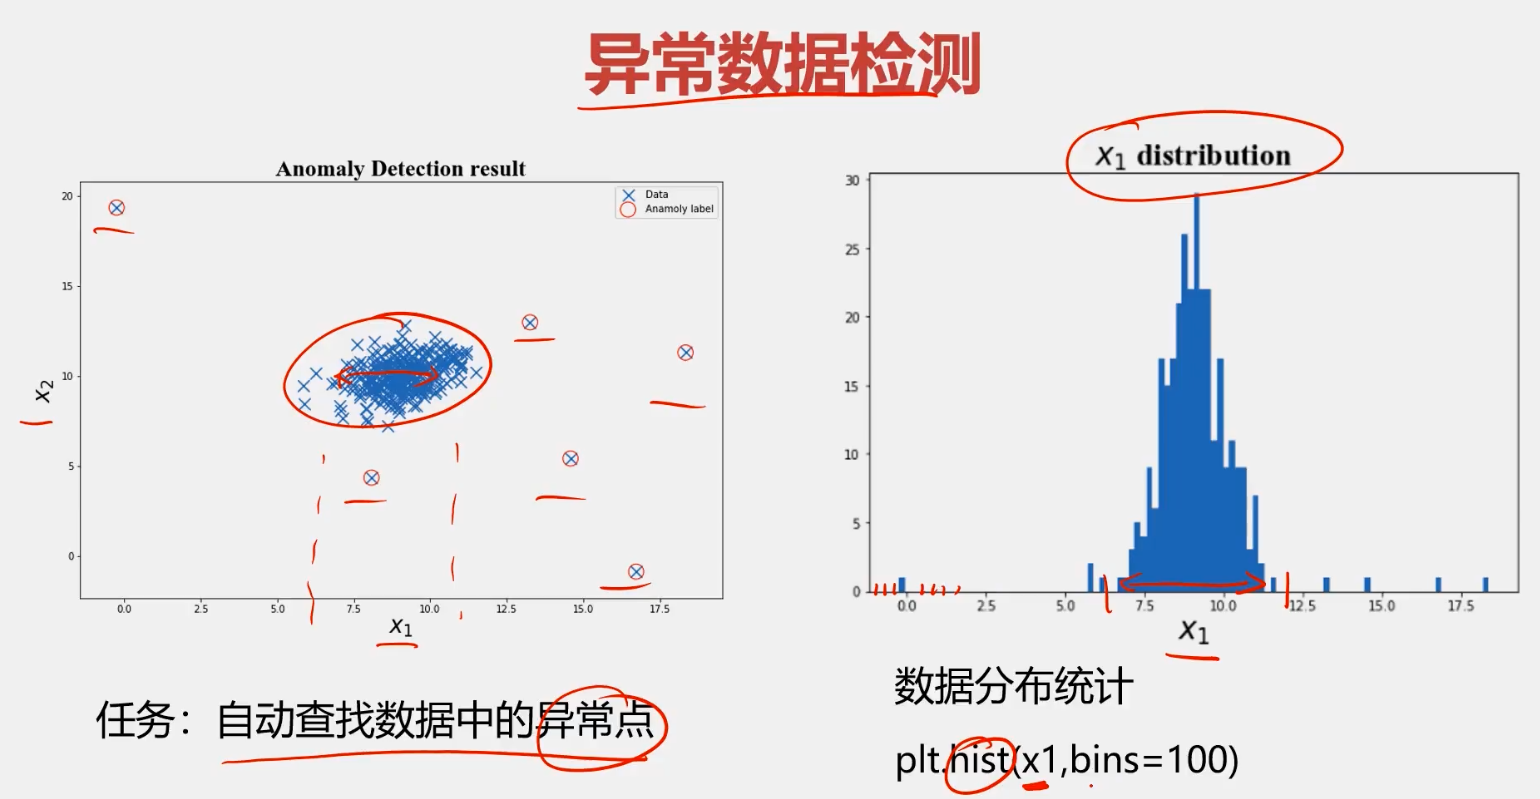 异常数据检测
Anomaly Detection result
Data
Anamoly label
20
15
10
5
0
x₂
0.0 2.5 5.0 7.5 10.0 12.5 15.0 17.5
x₁
任务：自动查找数据中的异常点
x₁ distribution
30
25
20
15
10
5
0
0.0 2.5 5.0 7.5 10.0 12.5 15.0 17.5
x₁
数据分布统计
plt.hist(x1,bins=100)